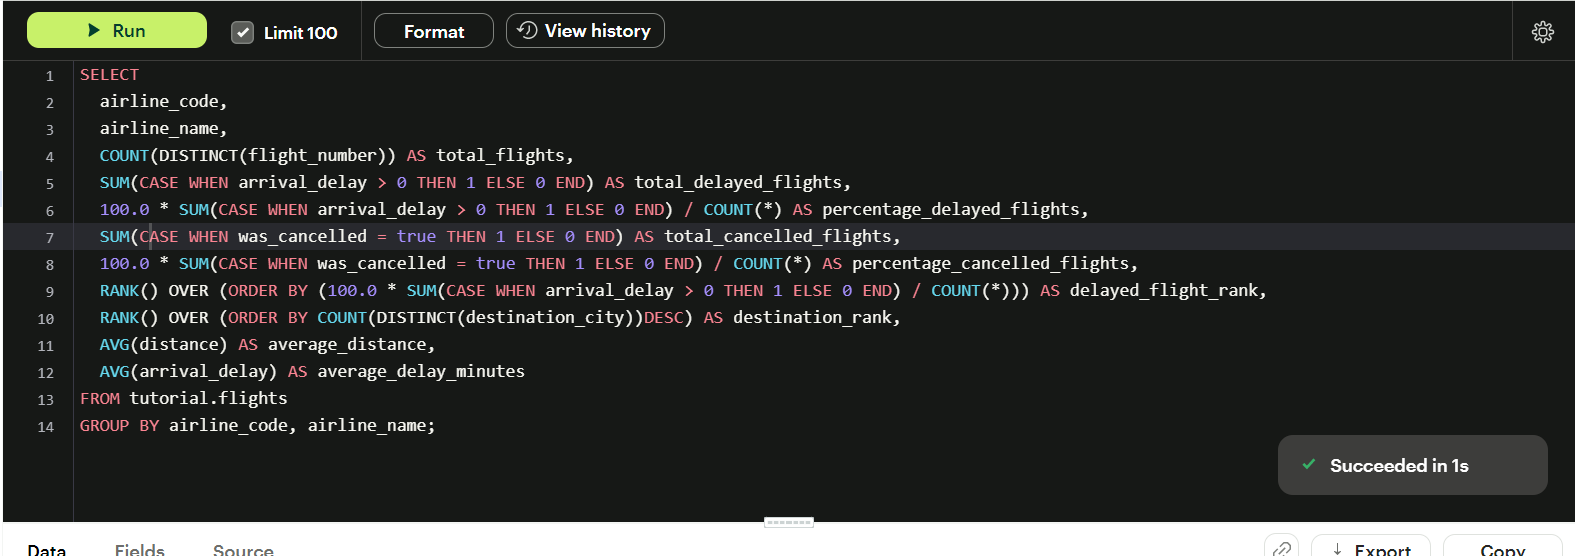 Run Limit 100 Format View history
1 SELECT
2 airline_code,
3 airline_name,
4 COUNT(DISTINCT(flight_number)) AS total_flights,
5 SUM(CASE WHEN arrival_delay > 0 THEN 1 ELSE 0 END) AS total_delayed_flights,
6 100.0 * SUM(CASE WHEN arrival_delay > 0 THEN 1 ELSE 0 END) / COUNT(*) AS percentage_delayed_flights,
7 SUM(CASE WHEN was_cancelled = true THEN 1 ELSE 0 END) AS total_cancelled_flights,
8 100.0 * SUM(CASE WHEN was_cancelled = true THEN 1 ELSE 0 END) / COUNT(*) AS percentage_cancelled_flights,
9 RANK() OVER (ORDER BY (100.0 * SUM(CASE WHEN arrival_delay > 0 THEN 1 ELSE 0 END) / COUNT(*))) AS delayed_flight_rank,
10 RANK() OVER (ORDER BY COUNT(DISTINCT(destination_city))DESC) AS destination_rank,
11 AVG(distance) AS average_distance,
12 AVG(arrival_delay) AS average_delay_minutes
13 FROM tutorial.flights
14 GROUP BY airline_code, airline_name;
Succeeded in 1s
Data Fields Source Export Copy